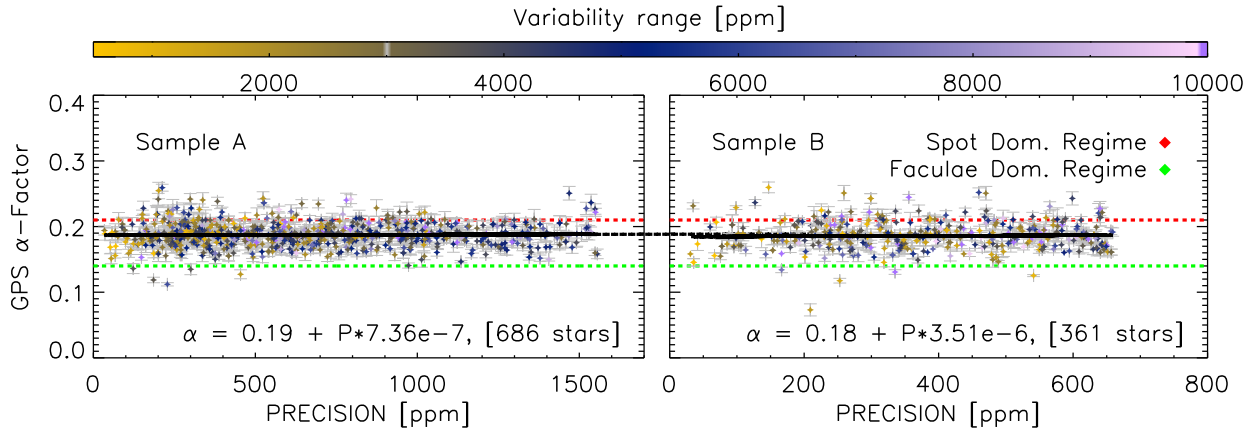 Variability range [ppm]
2000 4000 6000 8000 10000
GPS α-Factor
0.4
0.3
0.2
0.1
0.0
Sample A
α = 0.19 + P*7.36e-7, [686 stars]
0 500 1000 1500
PRECISION [ppm]
Sample B
Spot Dom. Regime
Faculae Dom. Regime
α = 0.18 + P*3.51e-6, [361 stars]
0 200 400 600 800
PRECISION [ppm]